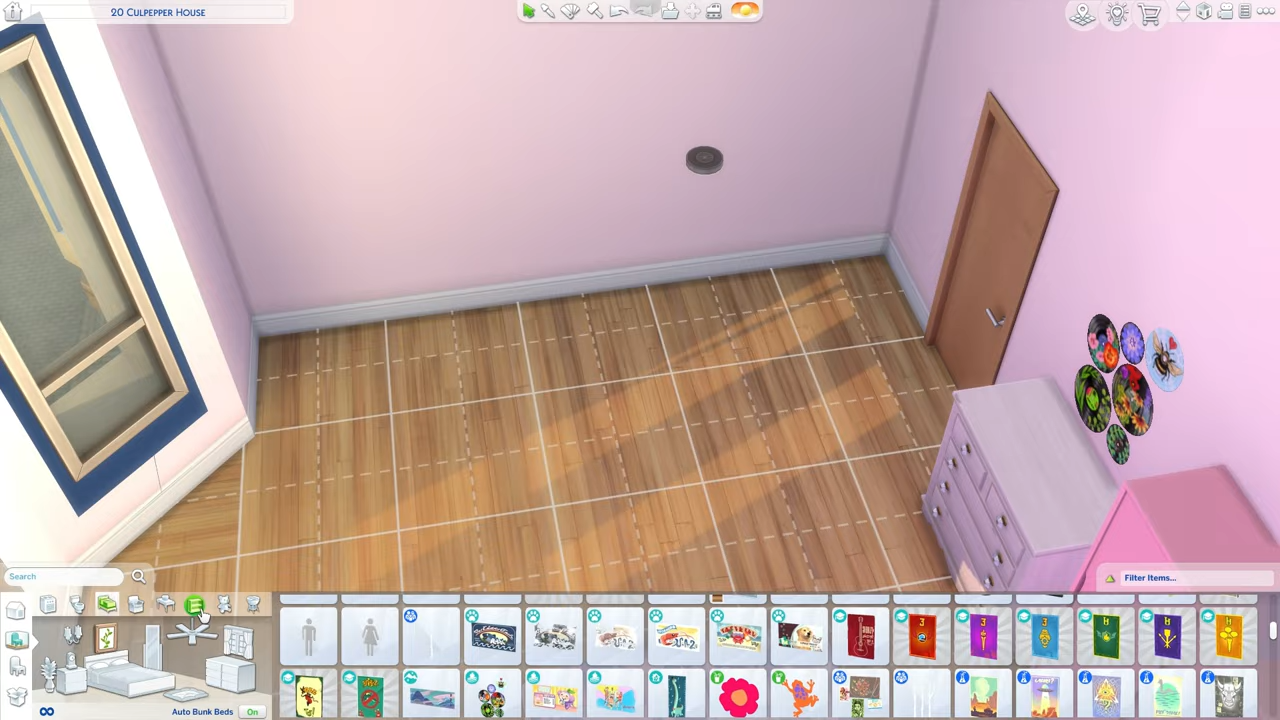 20 Culpepper House
Search
Filter Items...
Auto Bunk Beds
On